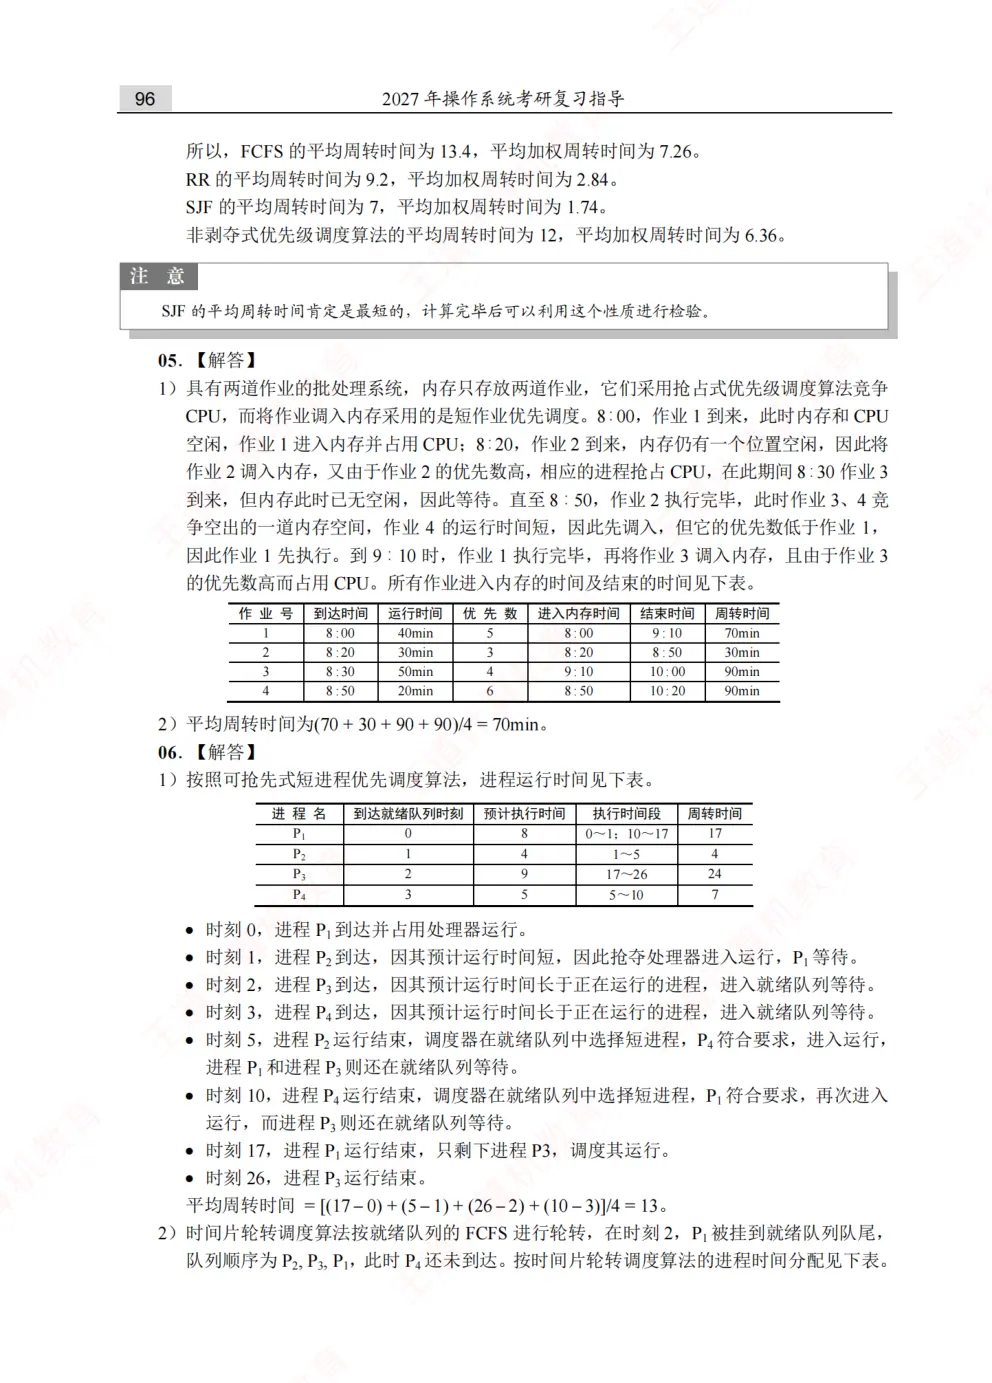 96
2027 年操作系统考研复习指导
所以，FCFS 的平均周转时间为 13.4，平均加权周转时间为 7.26。
RR 的平均周转时间为 9.2，平均加权周转时间为 2.84。
SJF 的平均周转时间为 7，平均加权周转时间为 1.74。
非剥夺式优先级调度算法的平均周转时间为 12，平均加权周转时间为 6.36。
注 意
SJF 的平均周转时间肯定是最短的，计算完毕后可以利用这个性质进行检验。
05. 【解答】
1）具有两道作业的批处理系统，内存只存放两道作业，它们采用抢占式优先级调度算法竞争
CPU，而将作业调入内存采用的是短作业优先调度。8:00，作业 1 到来，此时内存和 CPU
空闲，作业 1 进入内存并占用 CPU；8:20，作业 2 到来，内存仍有一个位置空闲，因此将
作业 2 调入内存，又由于作业 2 的优先数高，相应的进程抢占 CPU，在此期间 8:30 作业 3
到来，但内存此时已无空闲，因此等待。直至 8:50，作业 2 执行完毕，此时作业 3、4 竞
争空出的一道内存空间，作业 4 的运行时间短，因此先调入，但它的优先数低于作业 1，
因此作业 1 先执行。到 9:10 时，作业 1 执行完毕，再将作业 3 调入内存，且由于作业 3
的优先数高而占用 CPU。所有作业进入内存的时间及结束的时间见下表。
作 业 号 到达时间 运行时间 优 先 数 进入内存时间 结束时间 周转时间
1 8:00 40min 5 8:00 9:10 70min
2 8:20 30min 3 8:20 8:50 30min
3 8:30 50min 4 9:10 10:00 90min
4 8:50 20min 6 8:50 10:20 90min
2）平均周转时间为(70 + 30 + 90 + 90)/4 = 70min。
06. 【解答】
1）按照可抢先式短进程优先调度算法，进程运行时间见下表。
进 程 名 到达就绪队列时刻 预计执行时间 执行时间段 周转时间
P₁ 0 8 0～1；10～17 17
P₂ 1 4 1～5 4
P₃ 2 9 17～26 24
P₄ 3 5 5～10 7
● 时刻 0，进程 P₁到达并占用处理器运行。
● 时刻 1，进程 P₂到达，因其预计运行时间短，因此抢夺处理器进入运行，P₁等待。
● 时刻 2，进程 P₃到达，因其预计运行时间长于正在运行的进程，进入就绪队列等待。
● 时刻 3，进程 P₄到达，因其预计运行时间长于正在运行的进程，进入就绪队列等待。
● 时刻 5，进程 P₂运行结束，调度器在就绪队列中选择短进程，P₄符合要求，进入运行，
进程 P₁和进程 P₃则还在就绪队列等待。
● 时刻 10，进程 P₄运行结束，调度器在就绪队列中选择短进程，P₁符合要求，再次进入
运行，而进程 P₃则还在就绪队列等待。
● 时刻 17，进程 P₁运行结束，只剩下进程 P3，调度其运行。
● 时刻 26，进程 P₃运行结束。
平均周转时间 = [(17 – 0) + (5 – 1) + (26 – 2) + (10 – 3)]/4 = 13。
2）时间片轮转调度算法按就绪队列的 FCFS 进行轮转，在时刻 2，P₁被挂到就绪队列队尾，
队列顺序为 P₂, P₃, P₁，此时 P₄还未到达。按时间片轮转调度算法的进程时间分配见下表。